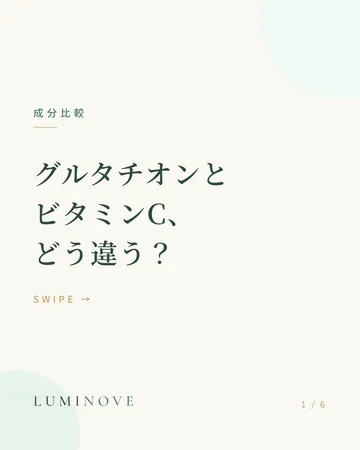 成分比較
グルタチオンと
ビタミンC、
どう違う？
SWIPE →
LUMINOVE
1 / 6